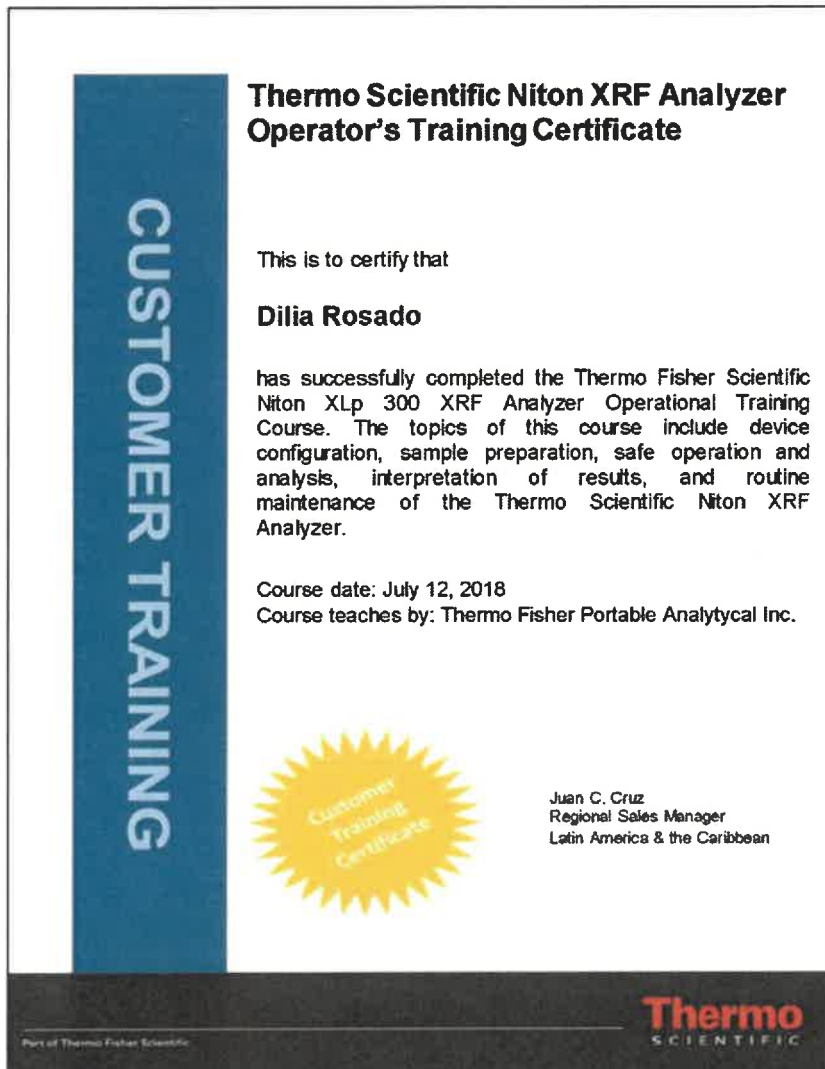 Thermo Scientific Niton XRF Analyzer
Operator's Training Certificate
CUSTOMER TRAINING
This is to certify that
Dilia Rosado
has successfully completed the Thermo Fisher Scientific
Niton XLp 300 XRF Analyzer Operational Training
Course. The topics of this course include device
configuration, sample preparation, safe operation and
analysis, interpretation of results, and routine
maintenance of the Thermo Scientific Niton XRF
Analyzer.
Course date: July 12, 2018
Course teaches by: Thermo Fisher Portable Analytycal Inc.
Customer
Training
Certificate
Juan C. Cruz
Regional Sales Manager
Latin America & the Caribbean
Part of Thermo Fisher Scientific
Thermo
SCIENTIFIC